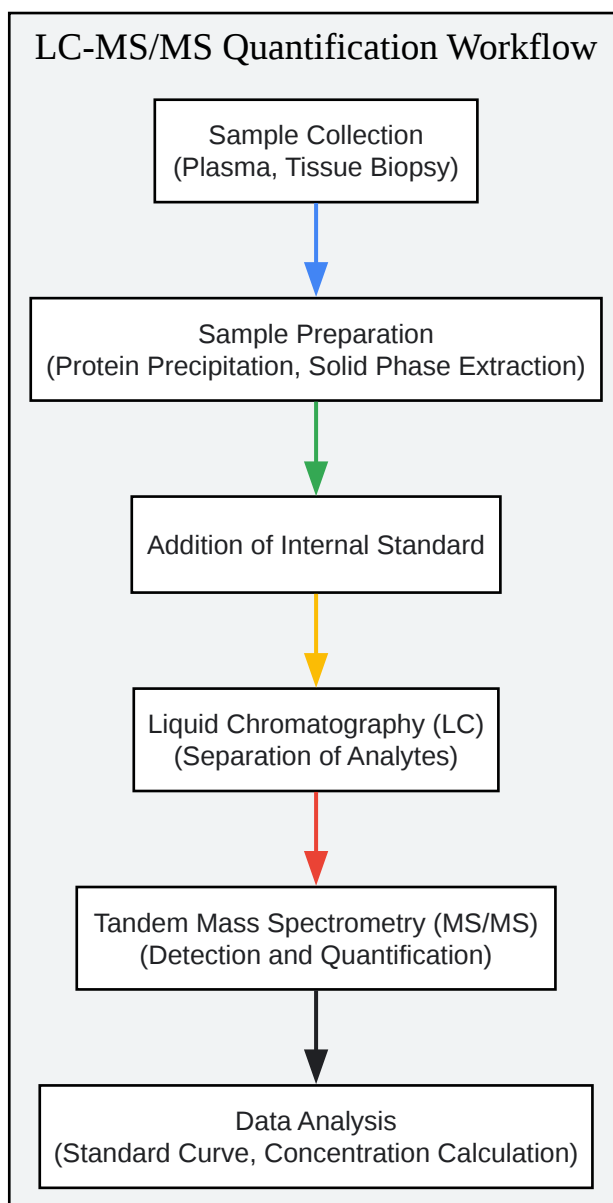 LC-MS/MS Quantification Workflow
Sample Collection
(Plasma, Tissue Biopsy)
Sample Preparation
(Protein Precipitation, Solid Phase Extraction)
Addition of Internal Standard
Liquid Chromatography (LC)
(Separation of Analytes)
Tandem Mass Spectrometry (MS/MS)
(Detection and Quantification)
Data Analysis
(Standard Curve, Concentration Calculation)